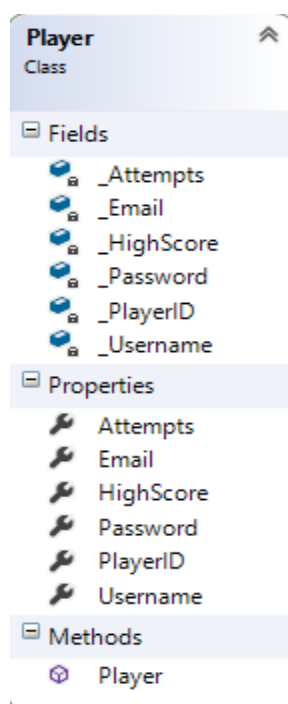 Player
Class
Fields
_Attempts
_Email
_HighScore
_Password
_PlayerID
_Username
Properties
Attempts
Email
HighScore
Password
PlayerID
Username
Methods
Player